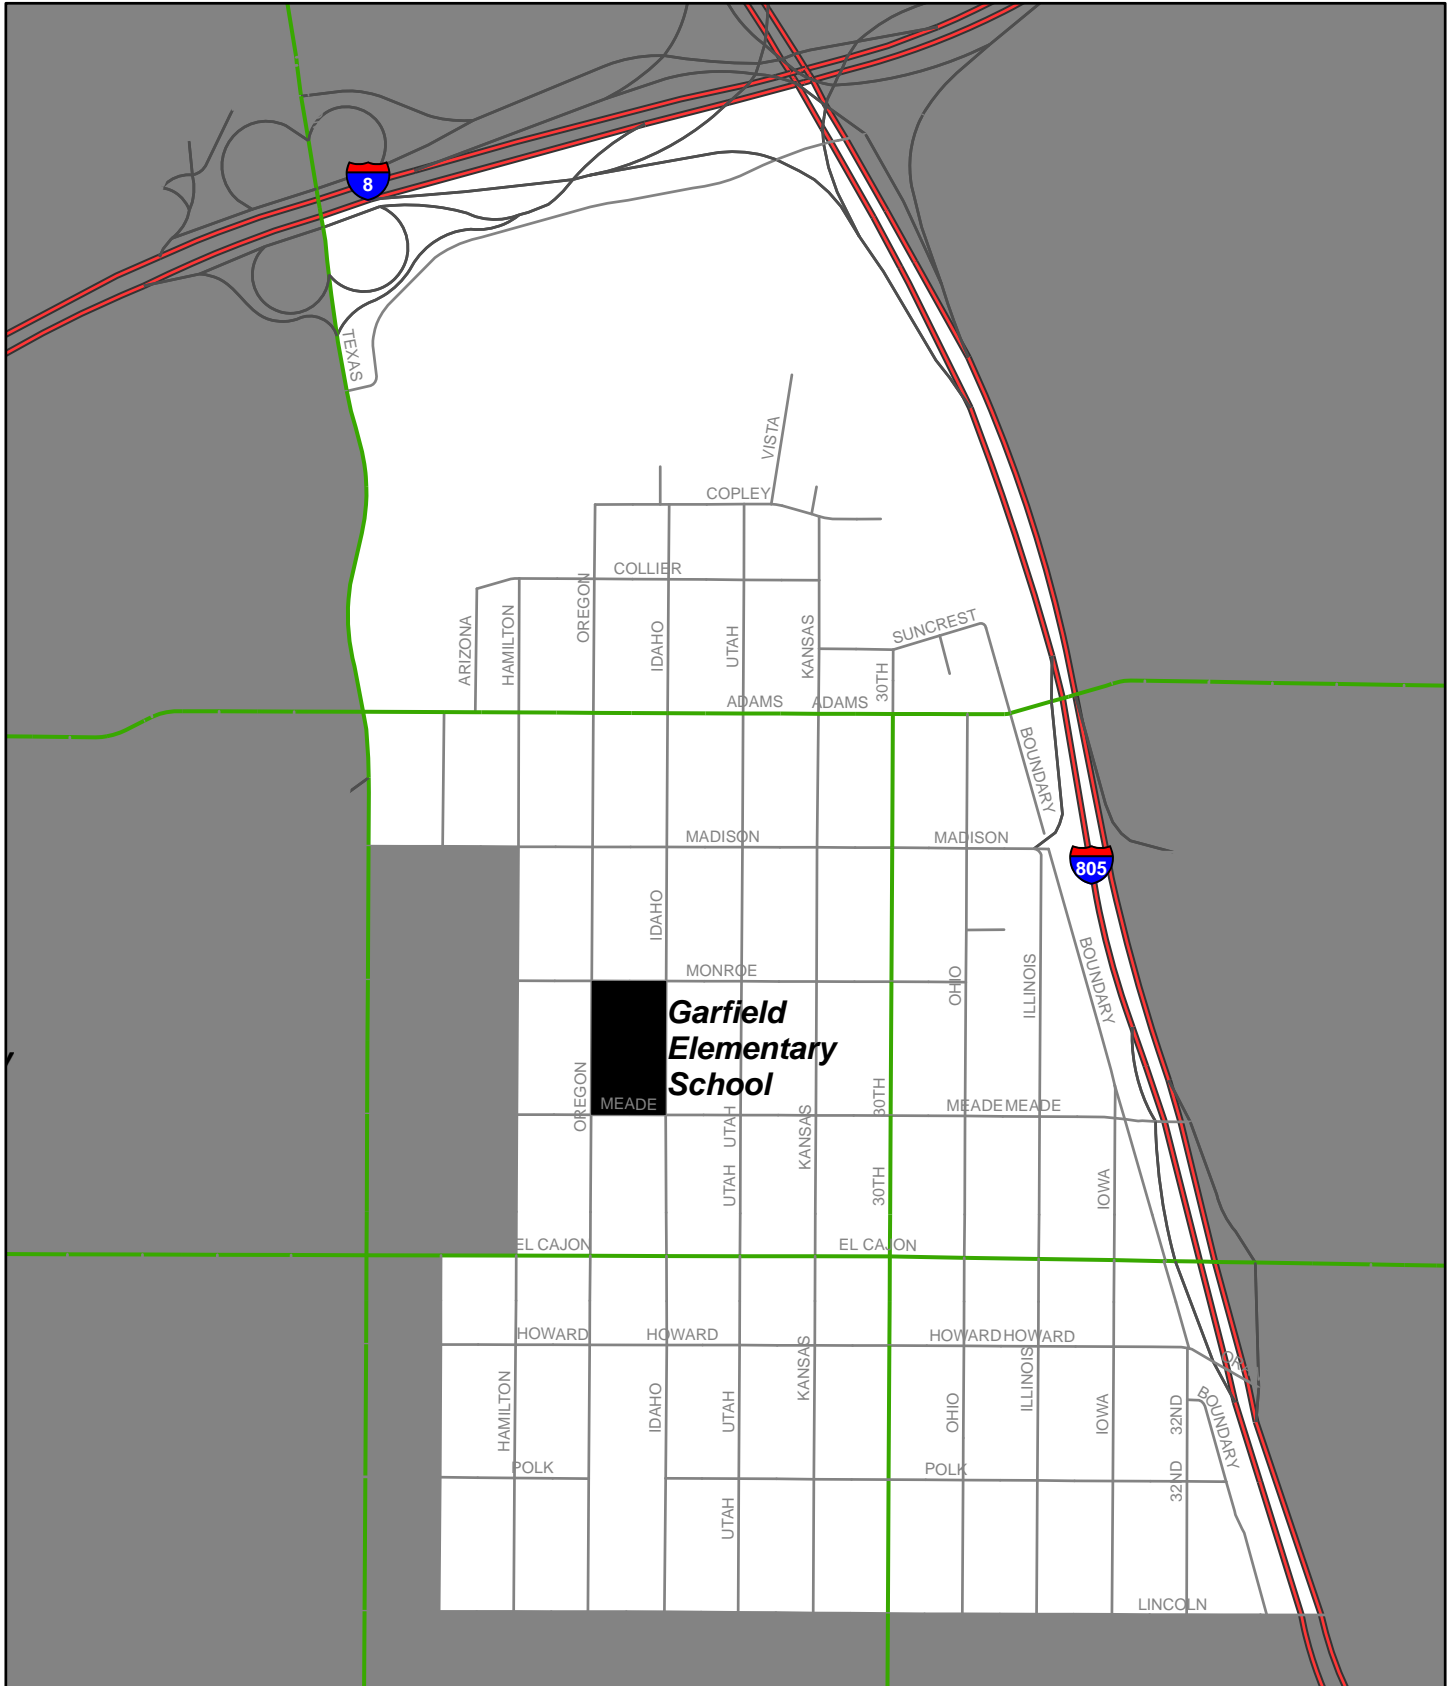 8
TEXAS
VISTA
COPLEY
COLLIER
OREGON
ARIZONA
HAMILTON
IDAHO
UTAH
KANSAS
SUNCREST
30TH
ADAMS
ADAMS
BOUNDARY
MADISON
MADISON
805
IDAHO
BOUNDARY
MONROE
OHIO
ILLINOIS
Garfield
Elementary
School
OREGON
MEADE
UTAH
KANSAS
30TH
MEADE
MEADE
UTAH
30TH
IOWA
EL CAJON
EL CAJON
HOWARD
HOWARD
HOWARD
HOWARD
KANSAS
ILLINOIS
HAMILTON
IDAHO
UTAH
OHIO
IOWA
32ND
BOUNDARY
POLK
POLK
32ND
UTAH
LINCOLN